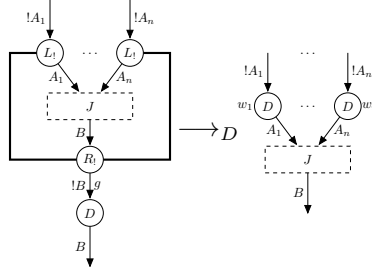 !A₁ !Aₙ
L! ... L!
A₁ Aₙ
J
B
R!
!B g
D
B
D
...
!A₁ !Aₙ
w₁ D ... D w
A₁ Aₙ
J
B